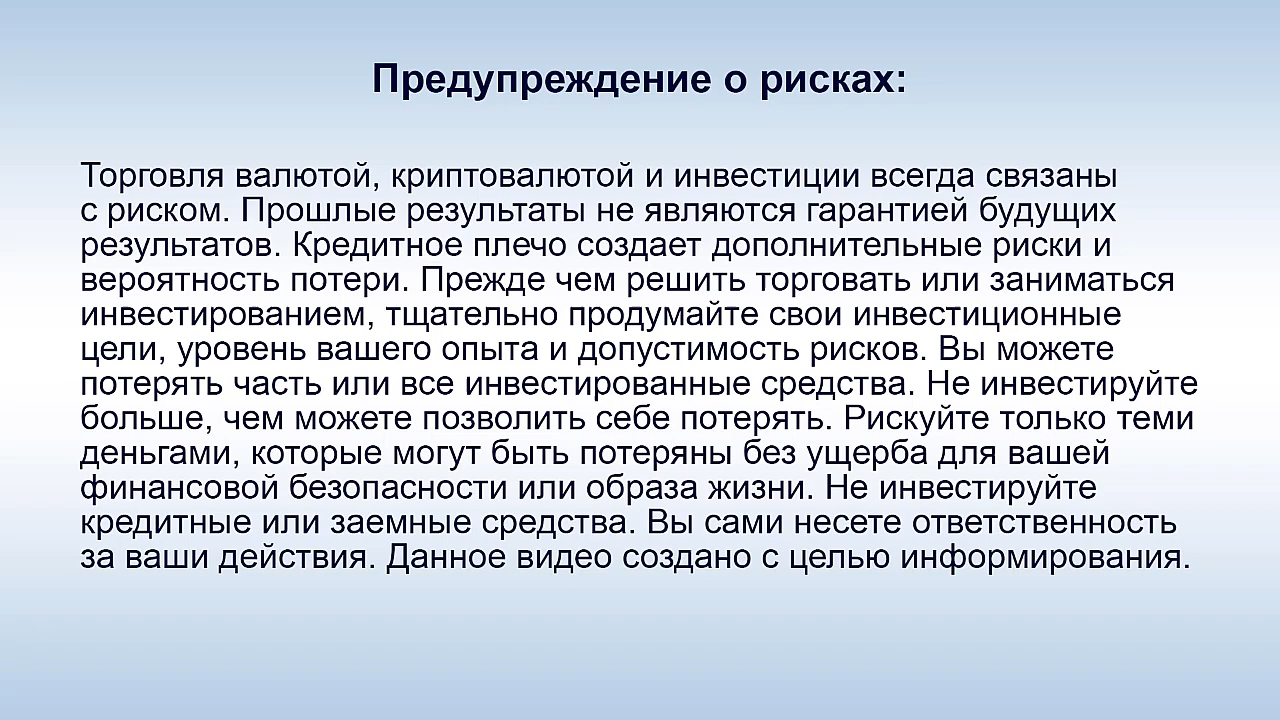 Предупреждение о рисках:
Торговля валютой, криптовалютой и инвестиции всегда связаны
с риском. Прошлые результаты не являются гарантией будущих
результатов. Кредитное плечо создает дополнительные риски и
вероятность потери. Прежде чем решить торговать или заниматься
инвестированием, тщательно продумайте свои инвестиционные
цели, уровень вашего опыта и допустимость рисков. Вы можете
потерять часть или все инвестированные средства. Не инвестируйте
больше, чем можете позволить себе потерять. Рискуйте только теми
деньгами, которые могут быть потеряны без ущерба для вашей
финансовой безопасности или образа жизни. Не инвестируйте
кредитные или заемные средства. Вы сами несете ответственность
за ваши действия. Данное видео создано с целью информирования.